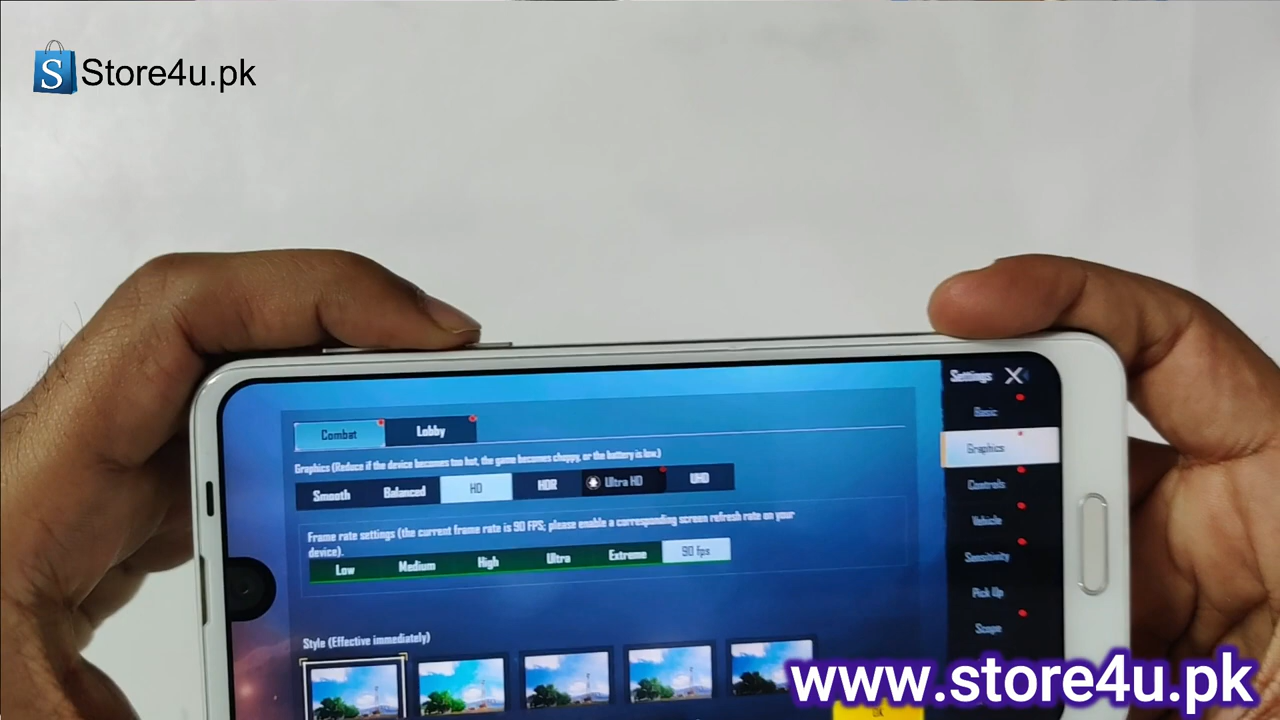 S Store4u.pk
Settings X
Combat Lobby
Basic
Graphics (Reduce if the device becomes too hot, the game becomes choppy, or the battery is low.)
Graphics
Smooth Balanced HD HDR Ultra HD UHD
Controls
Frame rate settings (the current frame rate is 90 FPS; please enable a corresponding screen refresh rate on your
device).
Vehicle
Low Medium High Ultra Extreme 90 fps
Sensitivity
Pick Up
Scope
Style (Effective immediately)
www.store4u.pk
OK